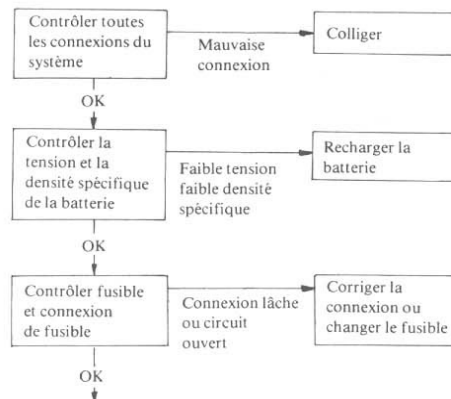 Contrôler toutes
les connexions du
système
Mauvaise
connexion
Colliger
OK
Contrôler la
tension et la
densité spécifique
de la batterie
Faible tension
faible densité
spécifique
Recharger la
batterie
OK
Contrôler fusible
et connexion
de fusible
Connexion lâche
ou circuit
ouvert
Corriger la
connexion ou
changer le fusible
OK